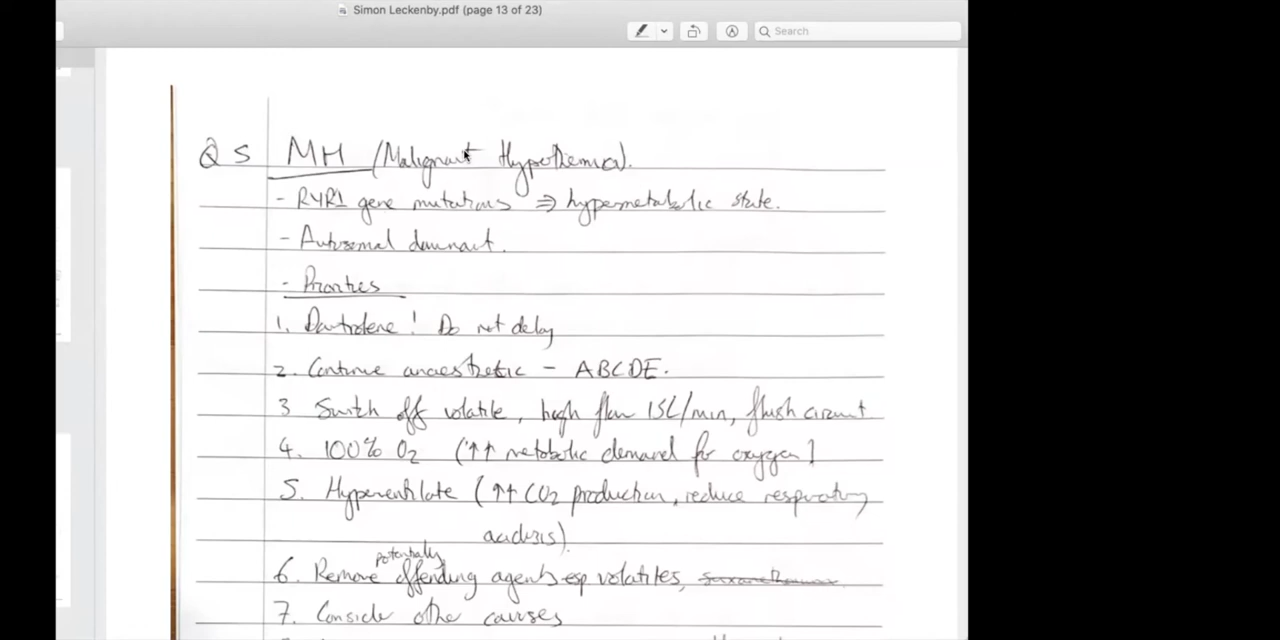 Simon Leckenby.pdf (page 13 of 23)
Search
Q 5 MH (Malignant Hyperthermia).
- RYR1 gene mutations ⇒ hypermetabolic state.
- Autosomal dominant.
- Priorities
1. Dantrolene! Do not delay
2. Continue anaesthetic - ABCDE.
3 Switch off volatile, high flow 15L/min, flush circuit
4. 100% O2 (↑↑ metabolic demand for oxygen)
5. Hyperventilate (↑↑ CO2 production, reduce respiratory
acidosis).
6. Remove potentially offending agents esp volatiles,
7. Consider other causes